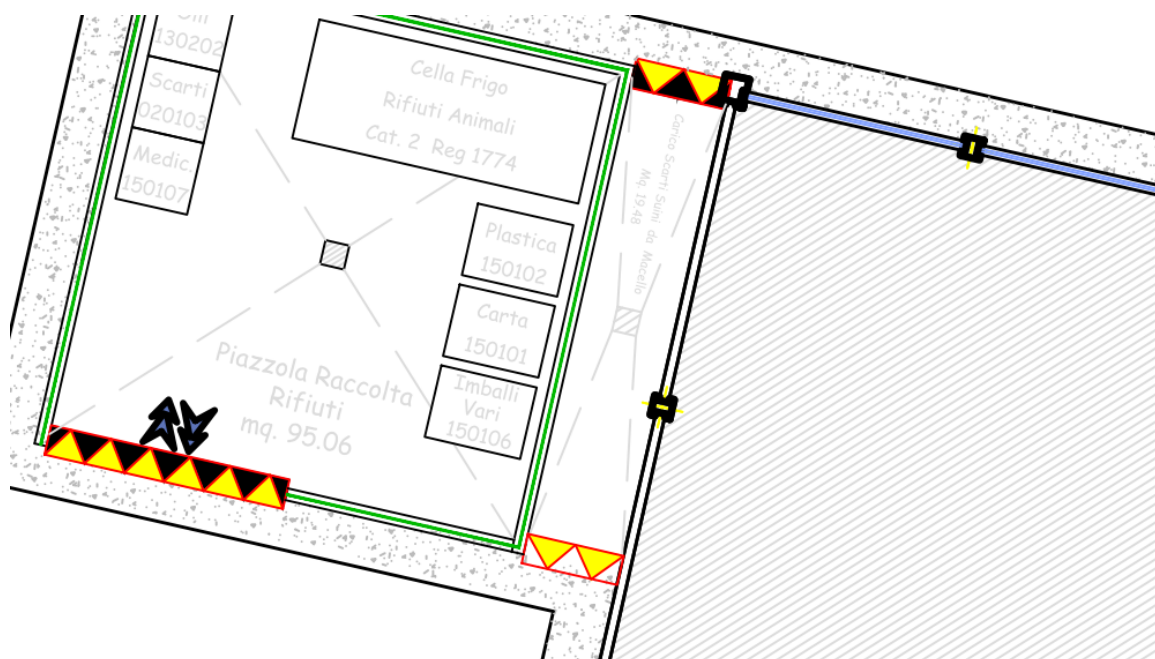 130202
Scarti
020103
Medic.
150107
Cella Frigo
Rifiuti Animali
Cat. 2 Reg 1774
Plastica
150102
Carta
150101
Imballi
Vari
150106
Piazzola Raccolta
Rifiuti
mq. 95.06
Carico Scarti Suini da Macello
Mq. 19.48